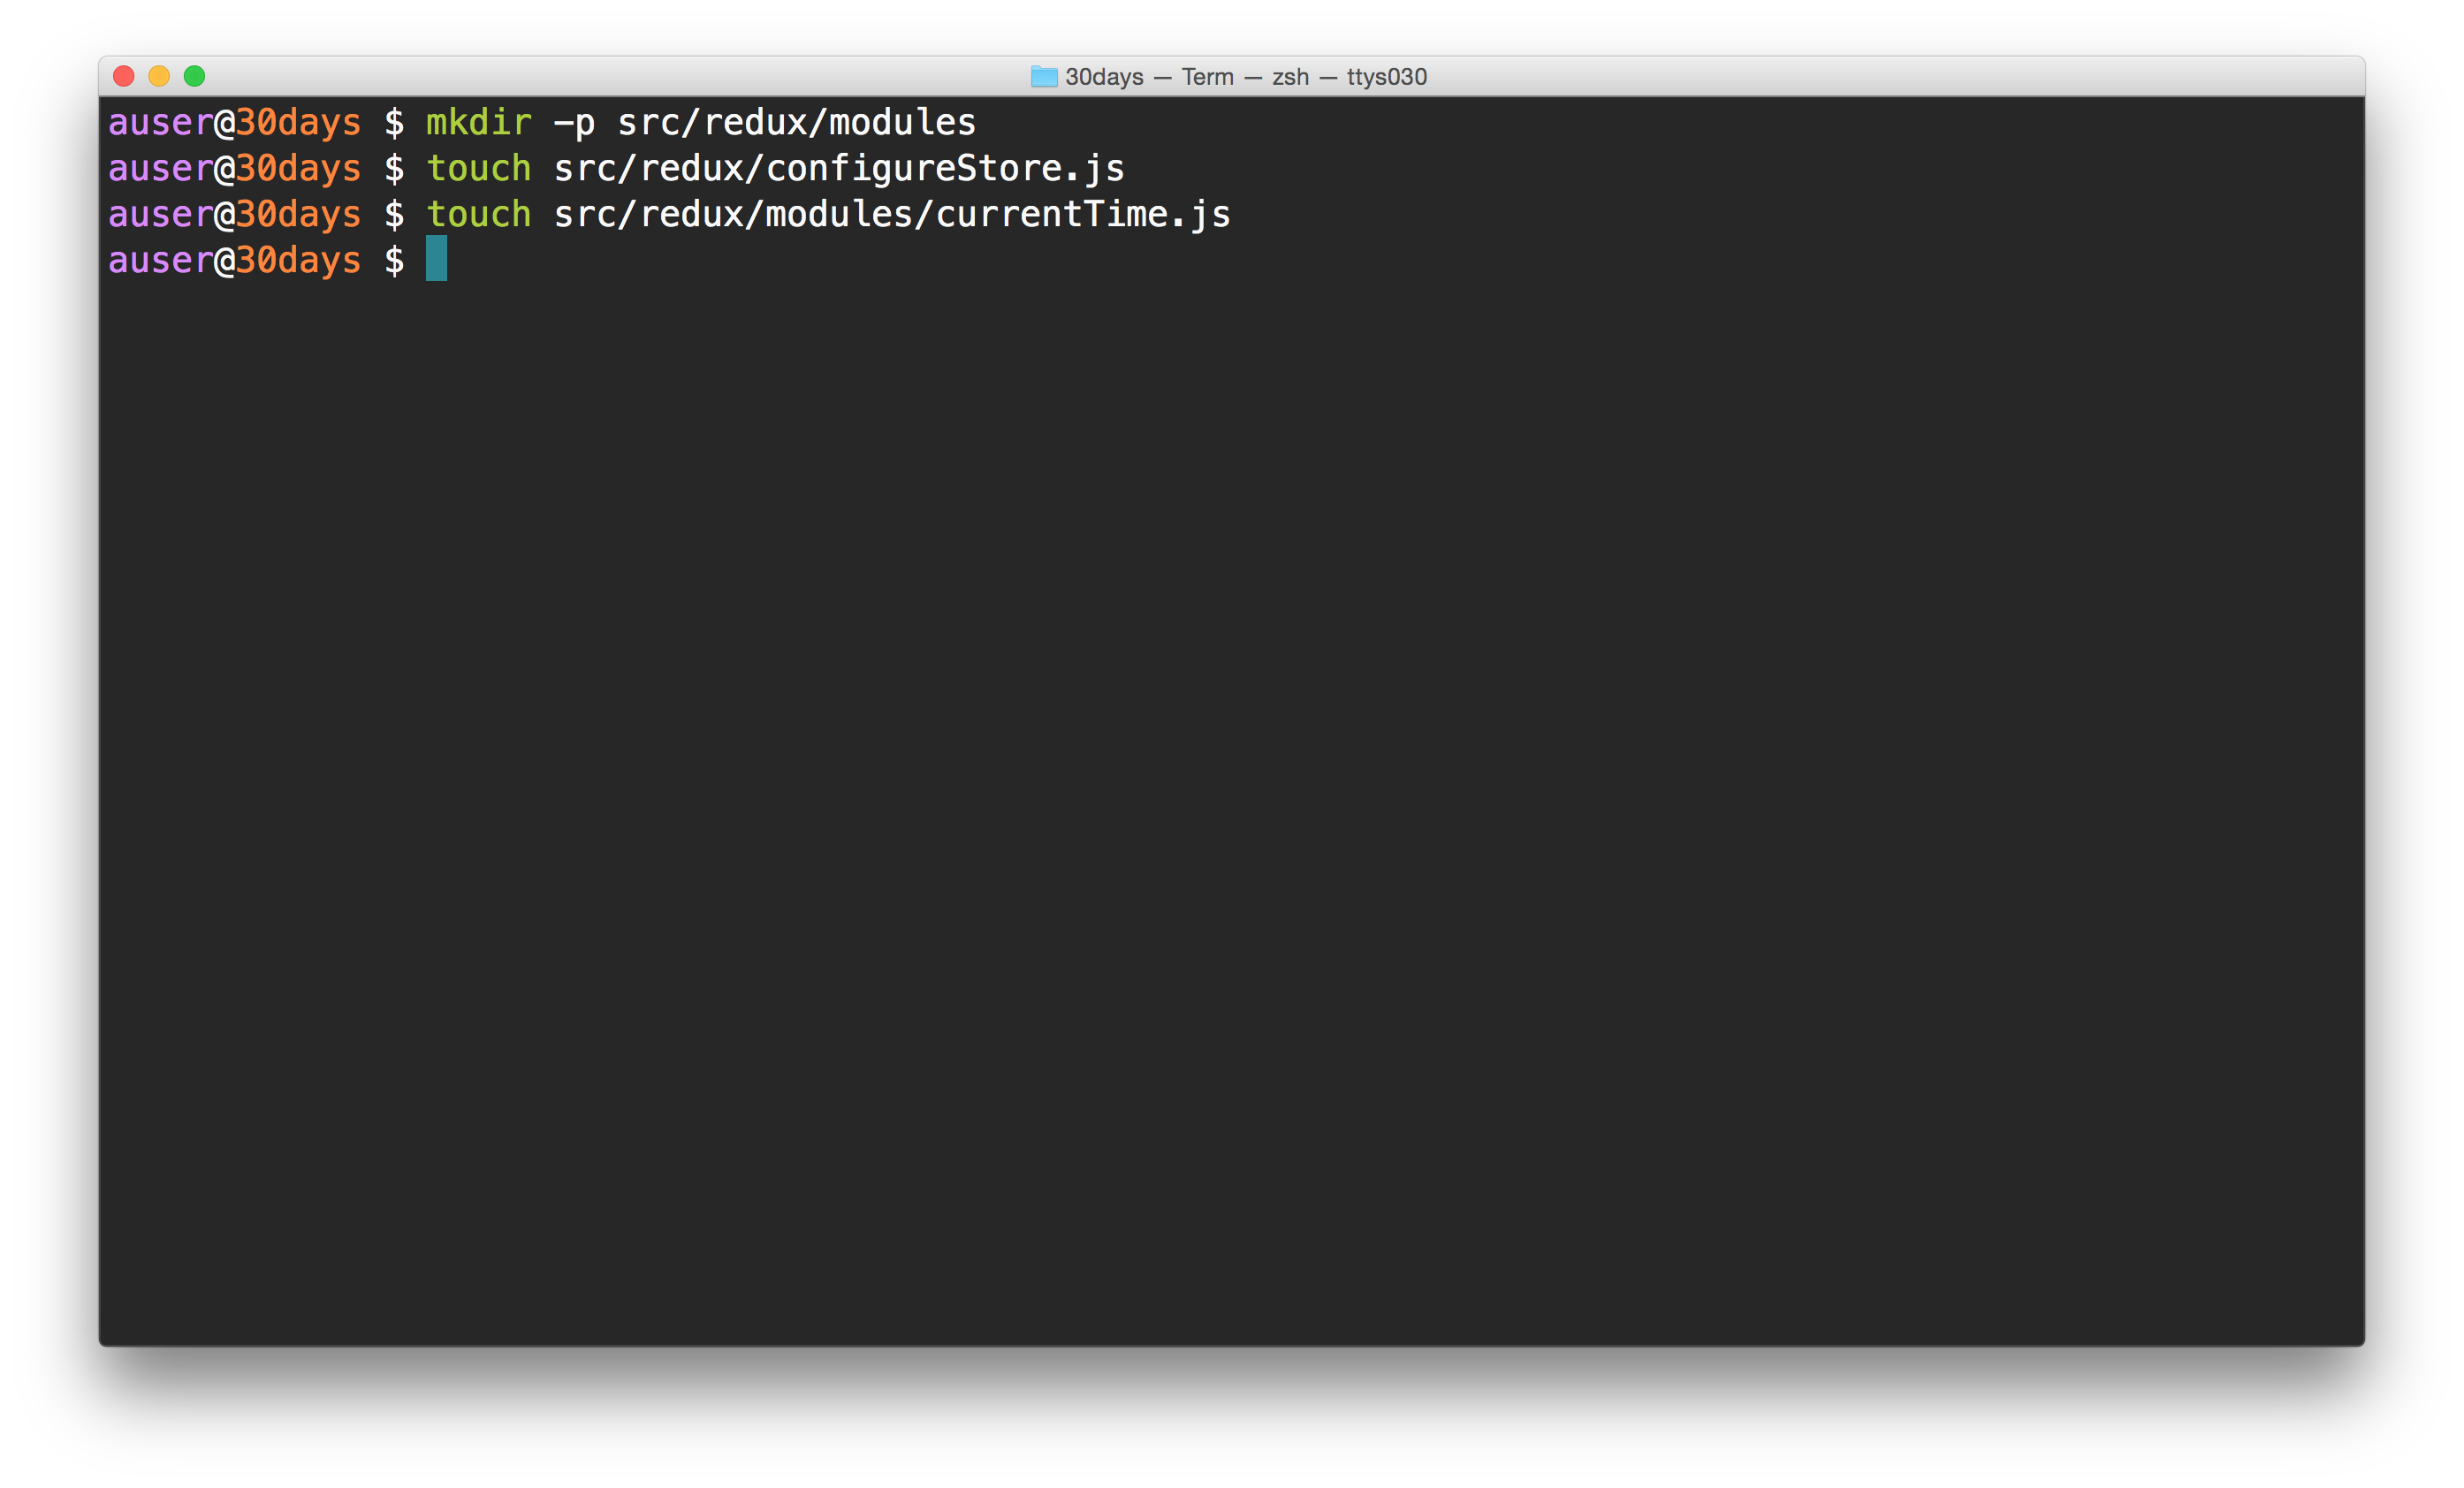 30days — Term — zsh — ttys030
auser@30days $ mkdir -p src/redux/modules
auser@30days $ touch src/redux/configureStore.js
auser@30days $ touch src/redux/modules/currentTime.js
auser@30days $